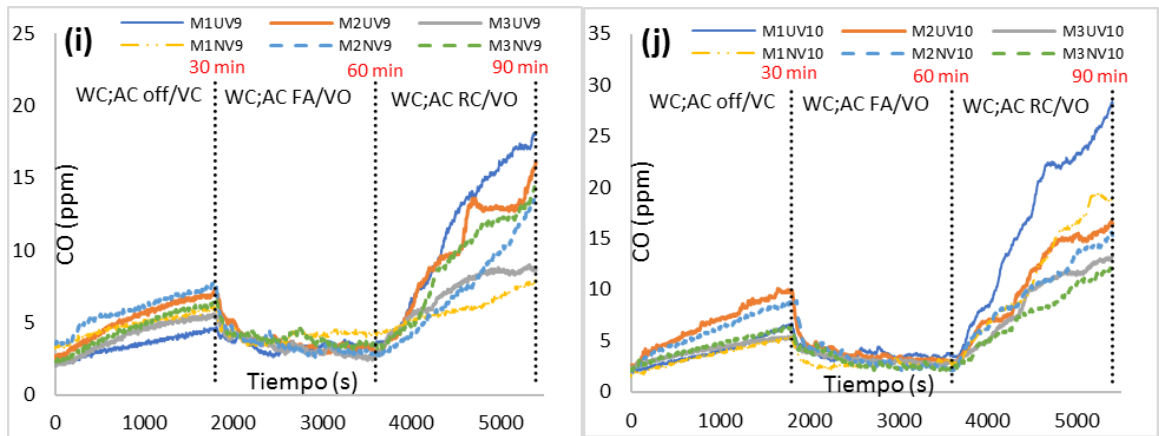 (i)
M1UV9 M2UV9 M3UV9
M1NV9 M2NV9 M3NV9
30 min 60 min 90 min
WC;AC off/VC WC;AC FA/VO WC;AC RC/VO
25
20
15
10
5
0
CO (ppm)
Tiempo (s)
0 1000 2000 3000 4000 5000
(j)
M1UV10 M2UV10 M3UV10
M1NV10 M2NV10 M3NV10
30 min 60 min 90 min
WC;AC off/VC WC;AC FA/VO WC;AC RC/VO
35
30
25
20
15
10
5
0
CO (ppm)
Tiempo (s)
0 1000 2000 3000 4000 5000